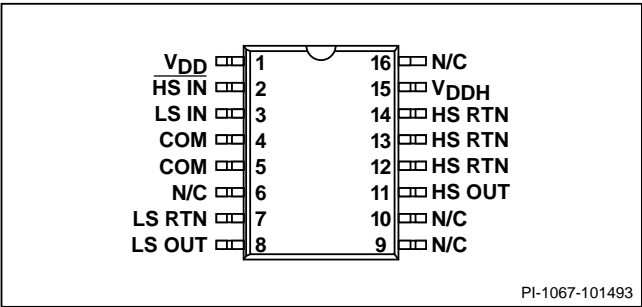 VDD 1 16 N/C
HS IN 2 15 VDDH
LS IN 3 14 HS RTN
COM 4 13 HS RTN
COM 5 12 HS RTN
N/C 6 11 HS OUT
LS RTN 7 10 N/C
LS OUT 8 9 N/C
PI-1067-101493